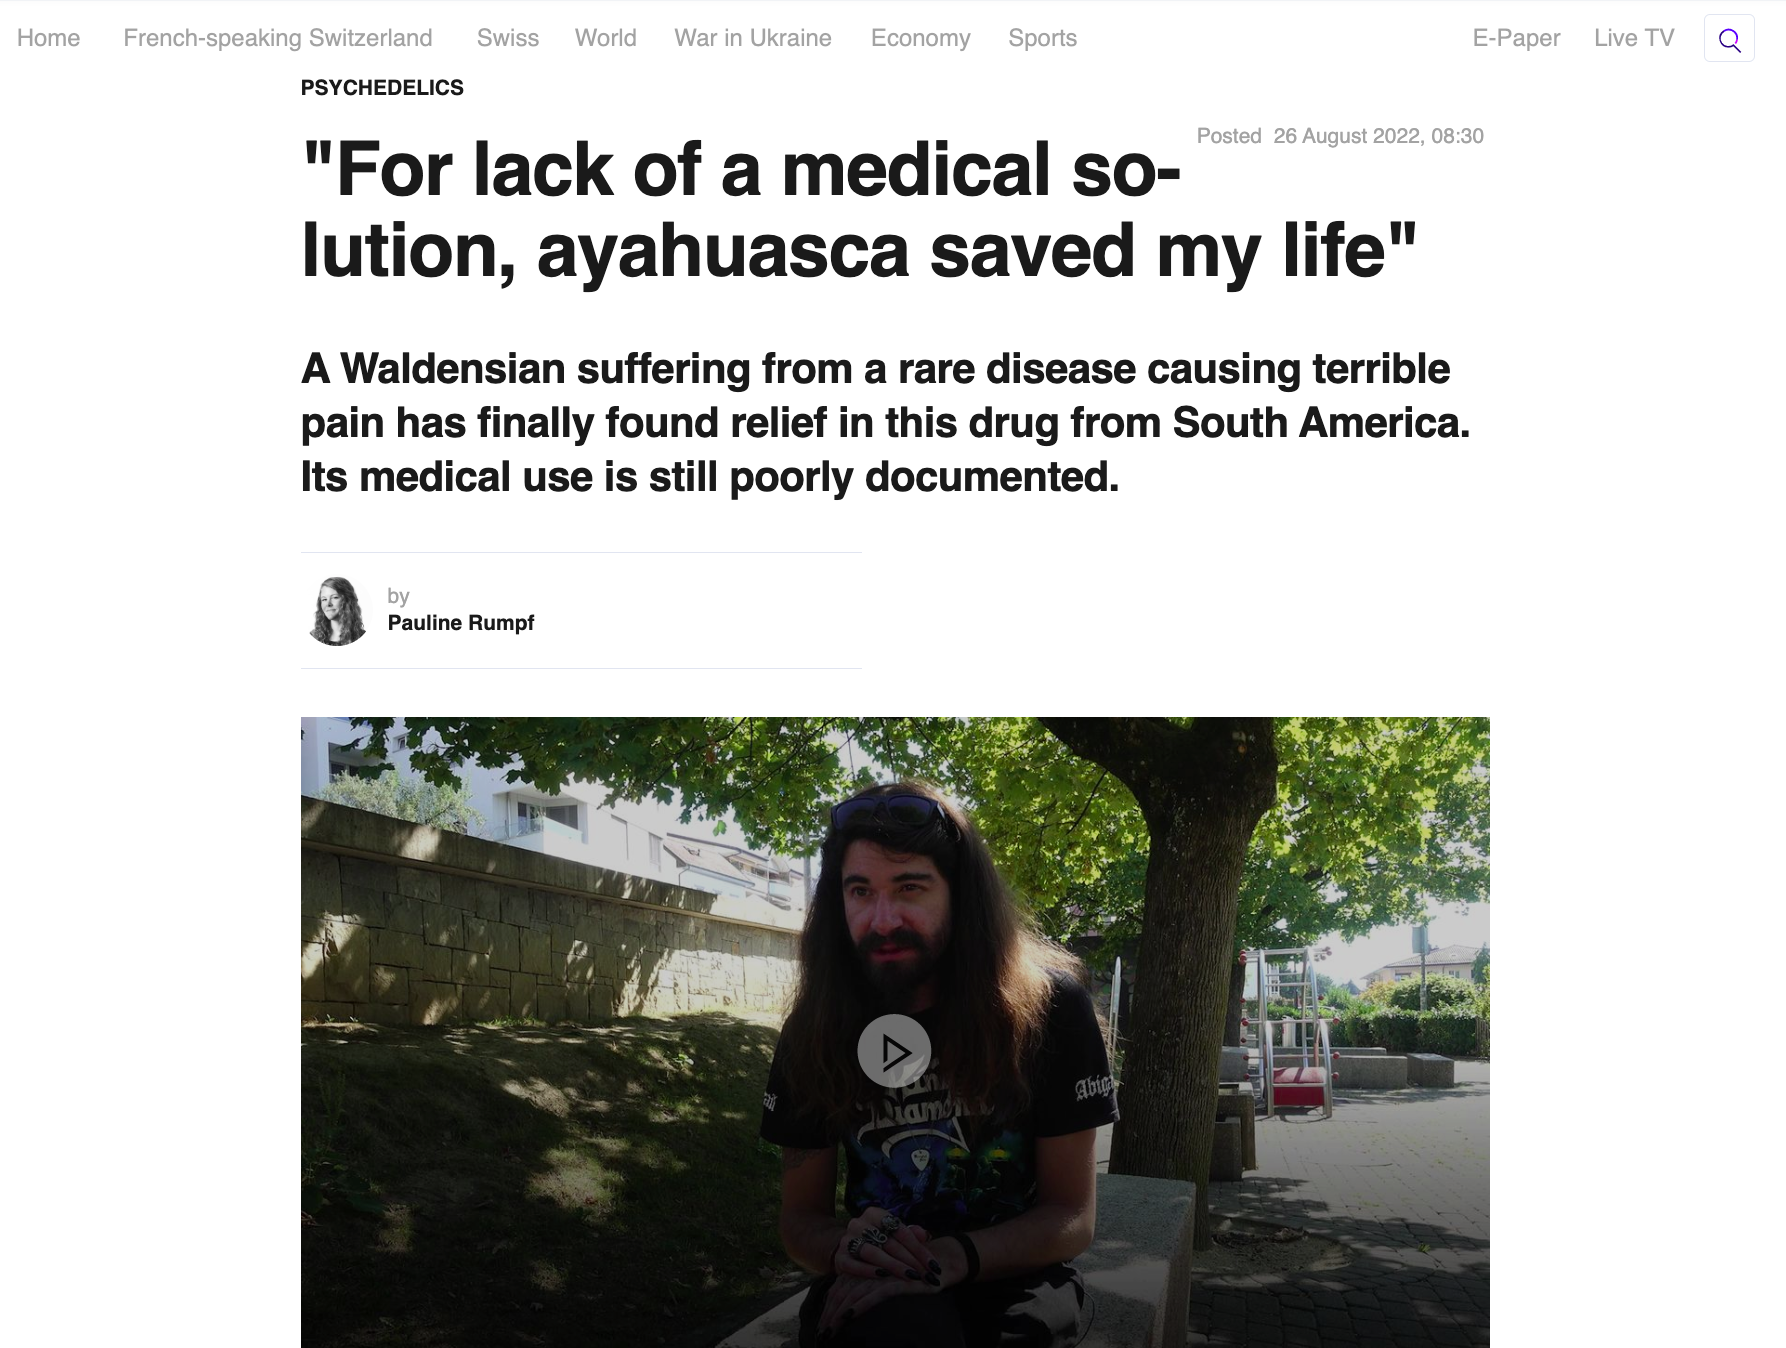 Home French-speaking Switzerland Swiss World War in Ukraine Economy Sports E-Paper Live TV
PSYCHEDELICS
Posted 26 August 2022, 08:30
"For lack of a medical so-
lution, ayahuasca saved my life"
A Waldensian suffering from a rare disease causing terrible
pain has finally found relief in this drug from South America.
Its medical use is still poorly documented.
by
Pauline Rumpf